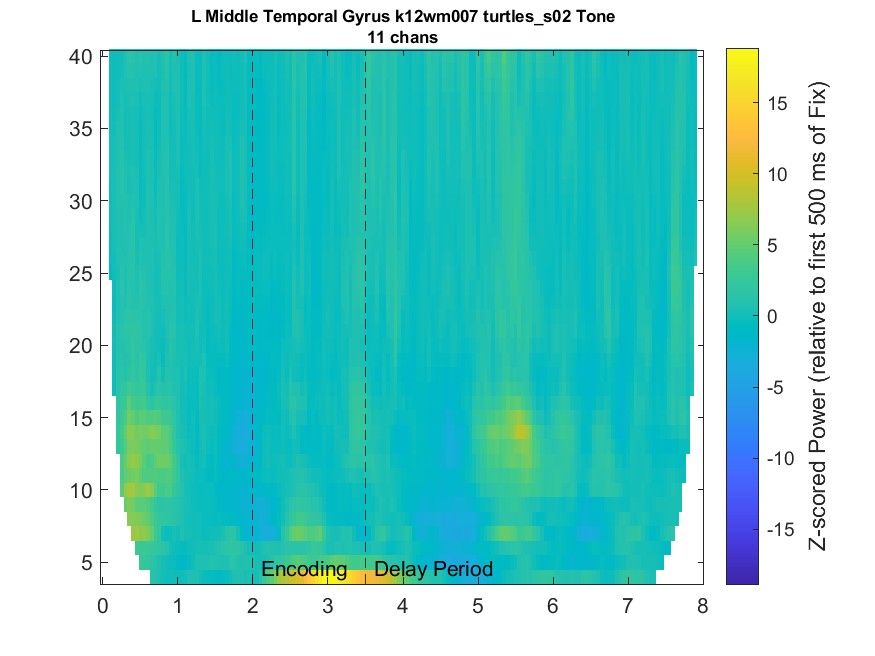 L Middle Temporal Gyrus k12wm007 turtles_s02 Tone
11 chans
40
35
30
25
20
15
10
5
Encoding
Delay Period
0 1 2 3 4 5 6 7 8
15
10
5
0
-5
-10
-15
Z-scored Power (relative to first 500 ms of Fix)